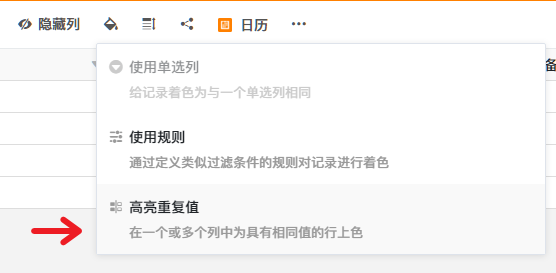 隐藏列
日历
备
使用单选列
给记录着色为与一个单选列相同
使用规则
通过定义类似过滤条件的规则对记录进行着色
高亮重复值
在一个或多个列中为具有相同值的行上色